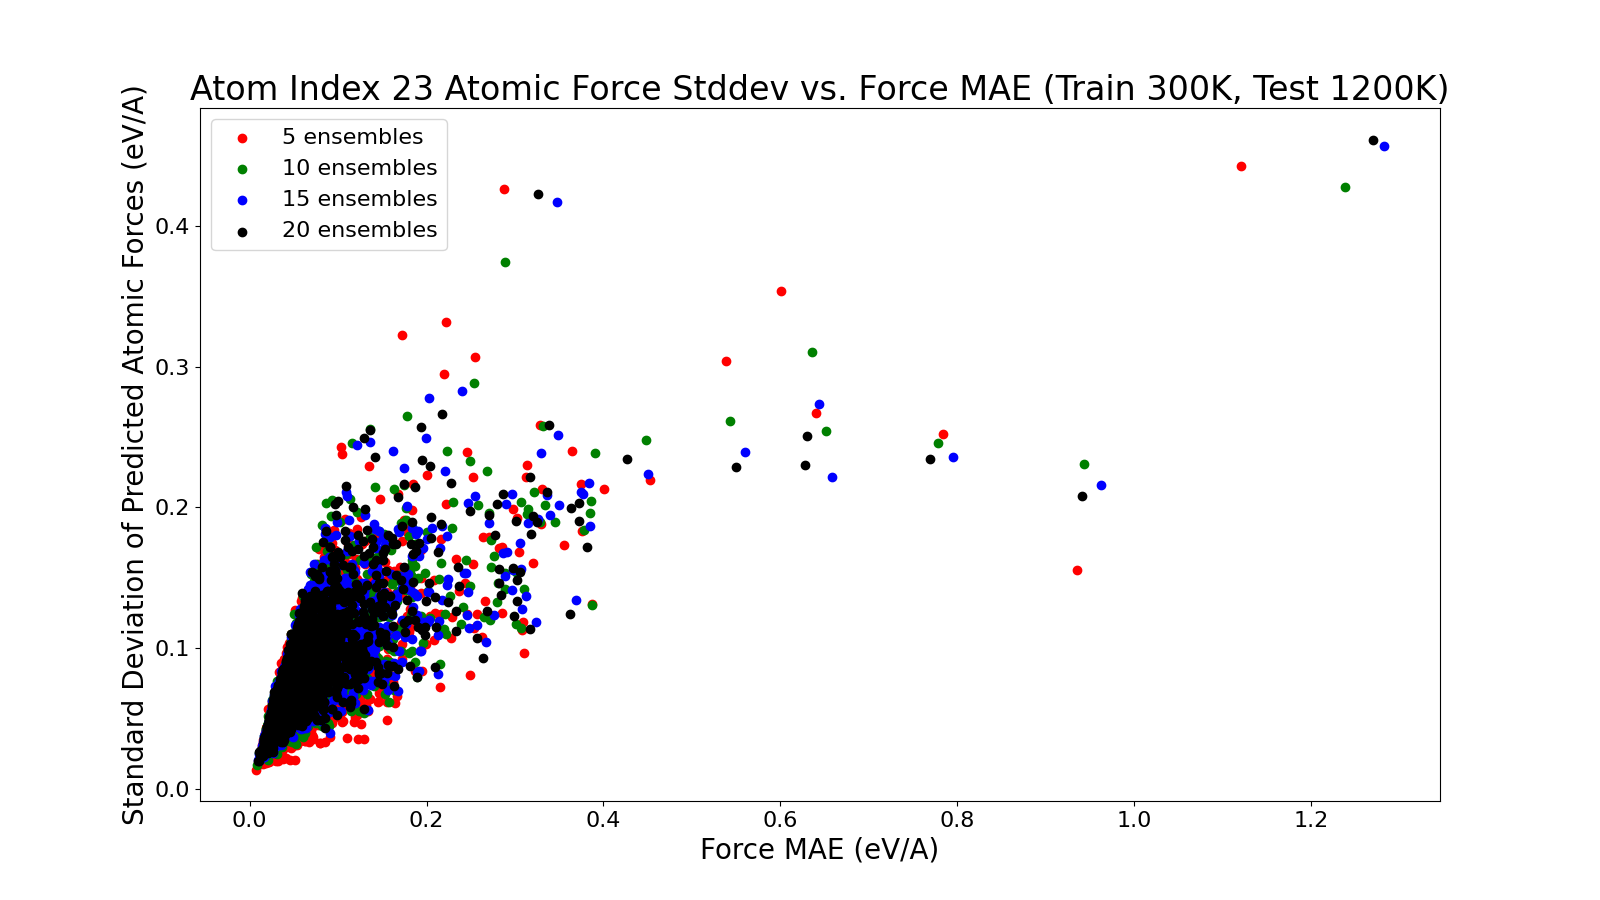 Atom Index 23 Atomic Force Stddev vs. Force MAE (Train 300K, Test 1200K)
5 ensembles
10 ensembles
15 ensembles
20 ensembles
Standard Deviation of Predicted Atomic Forces (eV/A)
0.4
0.3
0.2
0.1
0.0
0.0 0.2 0.4 0.6 0.8 1.0 1.2
Force MAE (eV/A)